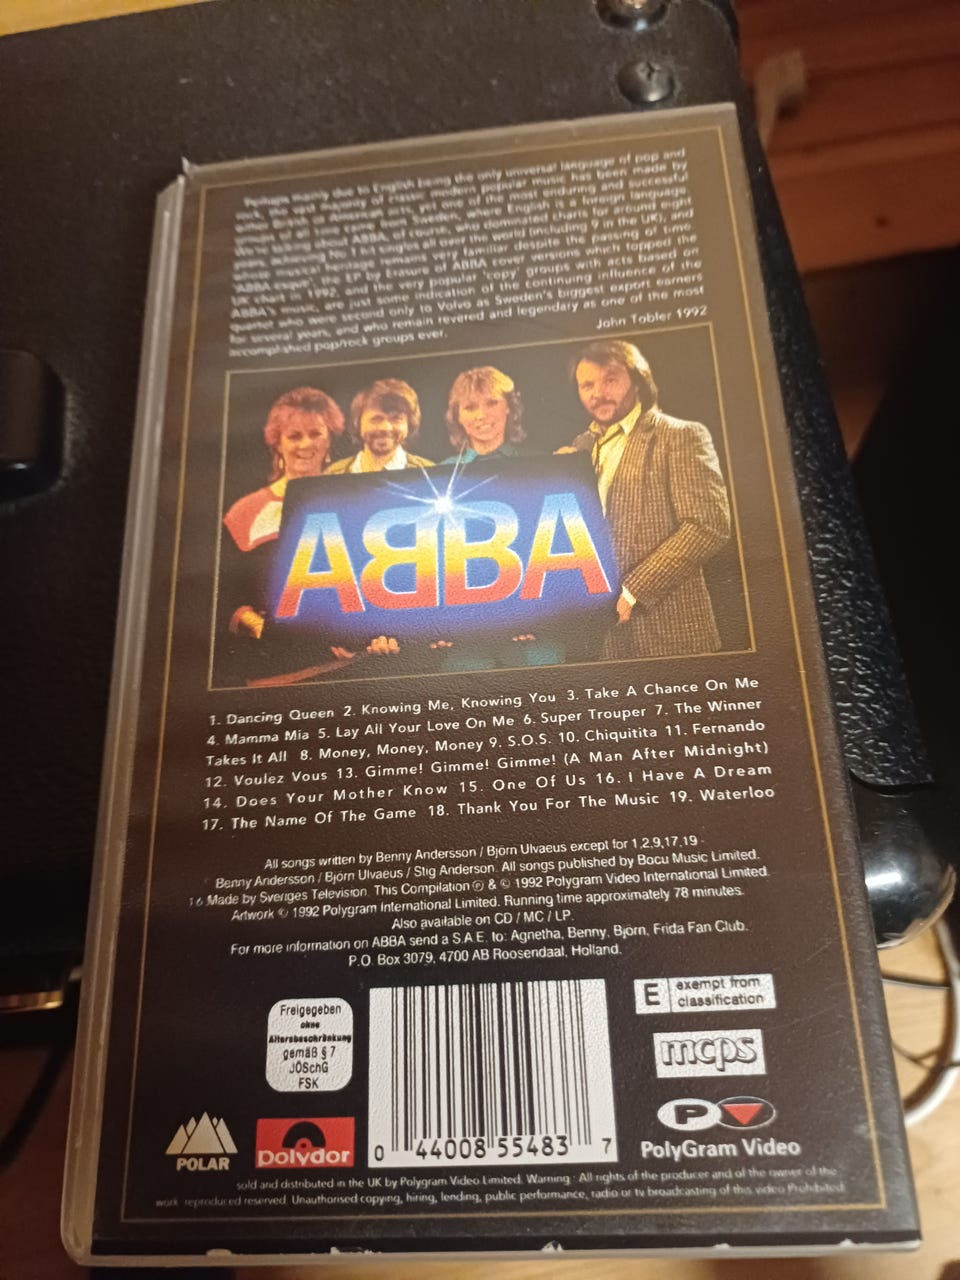 Perhaps mainly due to English being the only universal language of pop and
rock, the vast majority of classic modern popular music has been made by
either British or American acts, yet one of the most enduring and successful
groups of all time came from Sweden, where English is a foreign language.
We're talking about ABBA, of course, who dominated charts for around eight
years, achieving No.1 hit singles all over the world (including 9 in the UK), and
whose musical heritage remains very familiar despite the passing of time.
'ABBA-esque', the EP by Erasure of ABBA cover versions which topped the
UK chart in 1992, and the very popular 'copy' groups with acts based on
ABBA's music, are just some indication of the continuing influence of the
quartet who were second only to Volvo as Sweden's biggest export earners
for several years, and who remain revered and legendary as one of the most
accomplished pop/rock groups ever.
John Tobler 1992
ABBA
1. Dancing Queen 2. Knowing Me, Knowing You 3. Take A Chance On Me
4. Mamma Mia 5. Lay All Your Love On Me 6. Super Trouper 7. The Winner
Takes It All 8. Money, Money, Money 9. S.O.S. 10. Chiquitita 11. Fernando
12. Voulez Vous 13. Gimme! Gimme! Gimme! (A Man After Midnight)
14. Does Your Mother Know 15. One Of Us 16. I Have A Dream
17. The Name Of The Game 18. Thank You For The Music 19. Waterloo
All songs written by Benny Andersson / Björn Ulvaeus except for 1,2,9,17,19 -
Benny Andersson / Björn Ulvaeus / Stig Anderson. All songs published by Bocu Music Limited.
16 Made by Sveriges Television. This Compilation ℗ & © 1992 Polygram Video International Limited.
Artwork © 1992 Polygram International Limited. Running time approximately 78 minutes.
Also available on CD / MC / LP.
For more information on ABBA send a S.A.E. to: Agnetha, Benny, Björn, Frida Fan Club.
P.O. Box 3079, 4700 AB Roosendaal, Holland.
E exempt from
classification
Freigegeben
ohne
Altersbeschränkung
gemäß § 7
JÖSchG
FSK
mcps
P V
PolyGram Video
POLAR
polydor
0 44008 55483 7
sold and distributed in the UK by Polygram Video Limited. Warning : All rights of the producer and of the owner of the
work reproduced reserved. Unauthorised copying, hiring, lending, public performance, radio or tv broadcasting of this video Prohibited